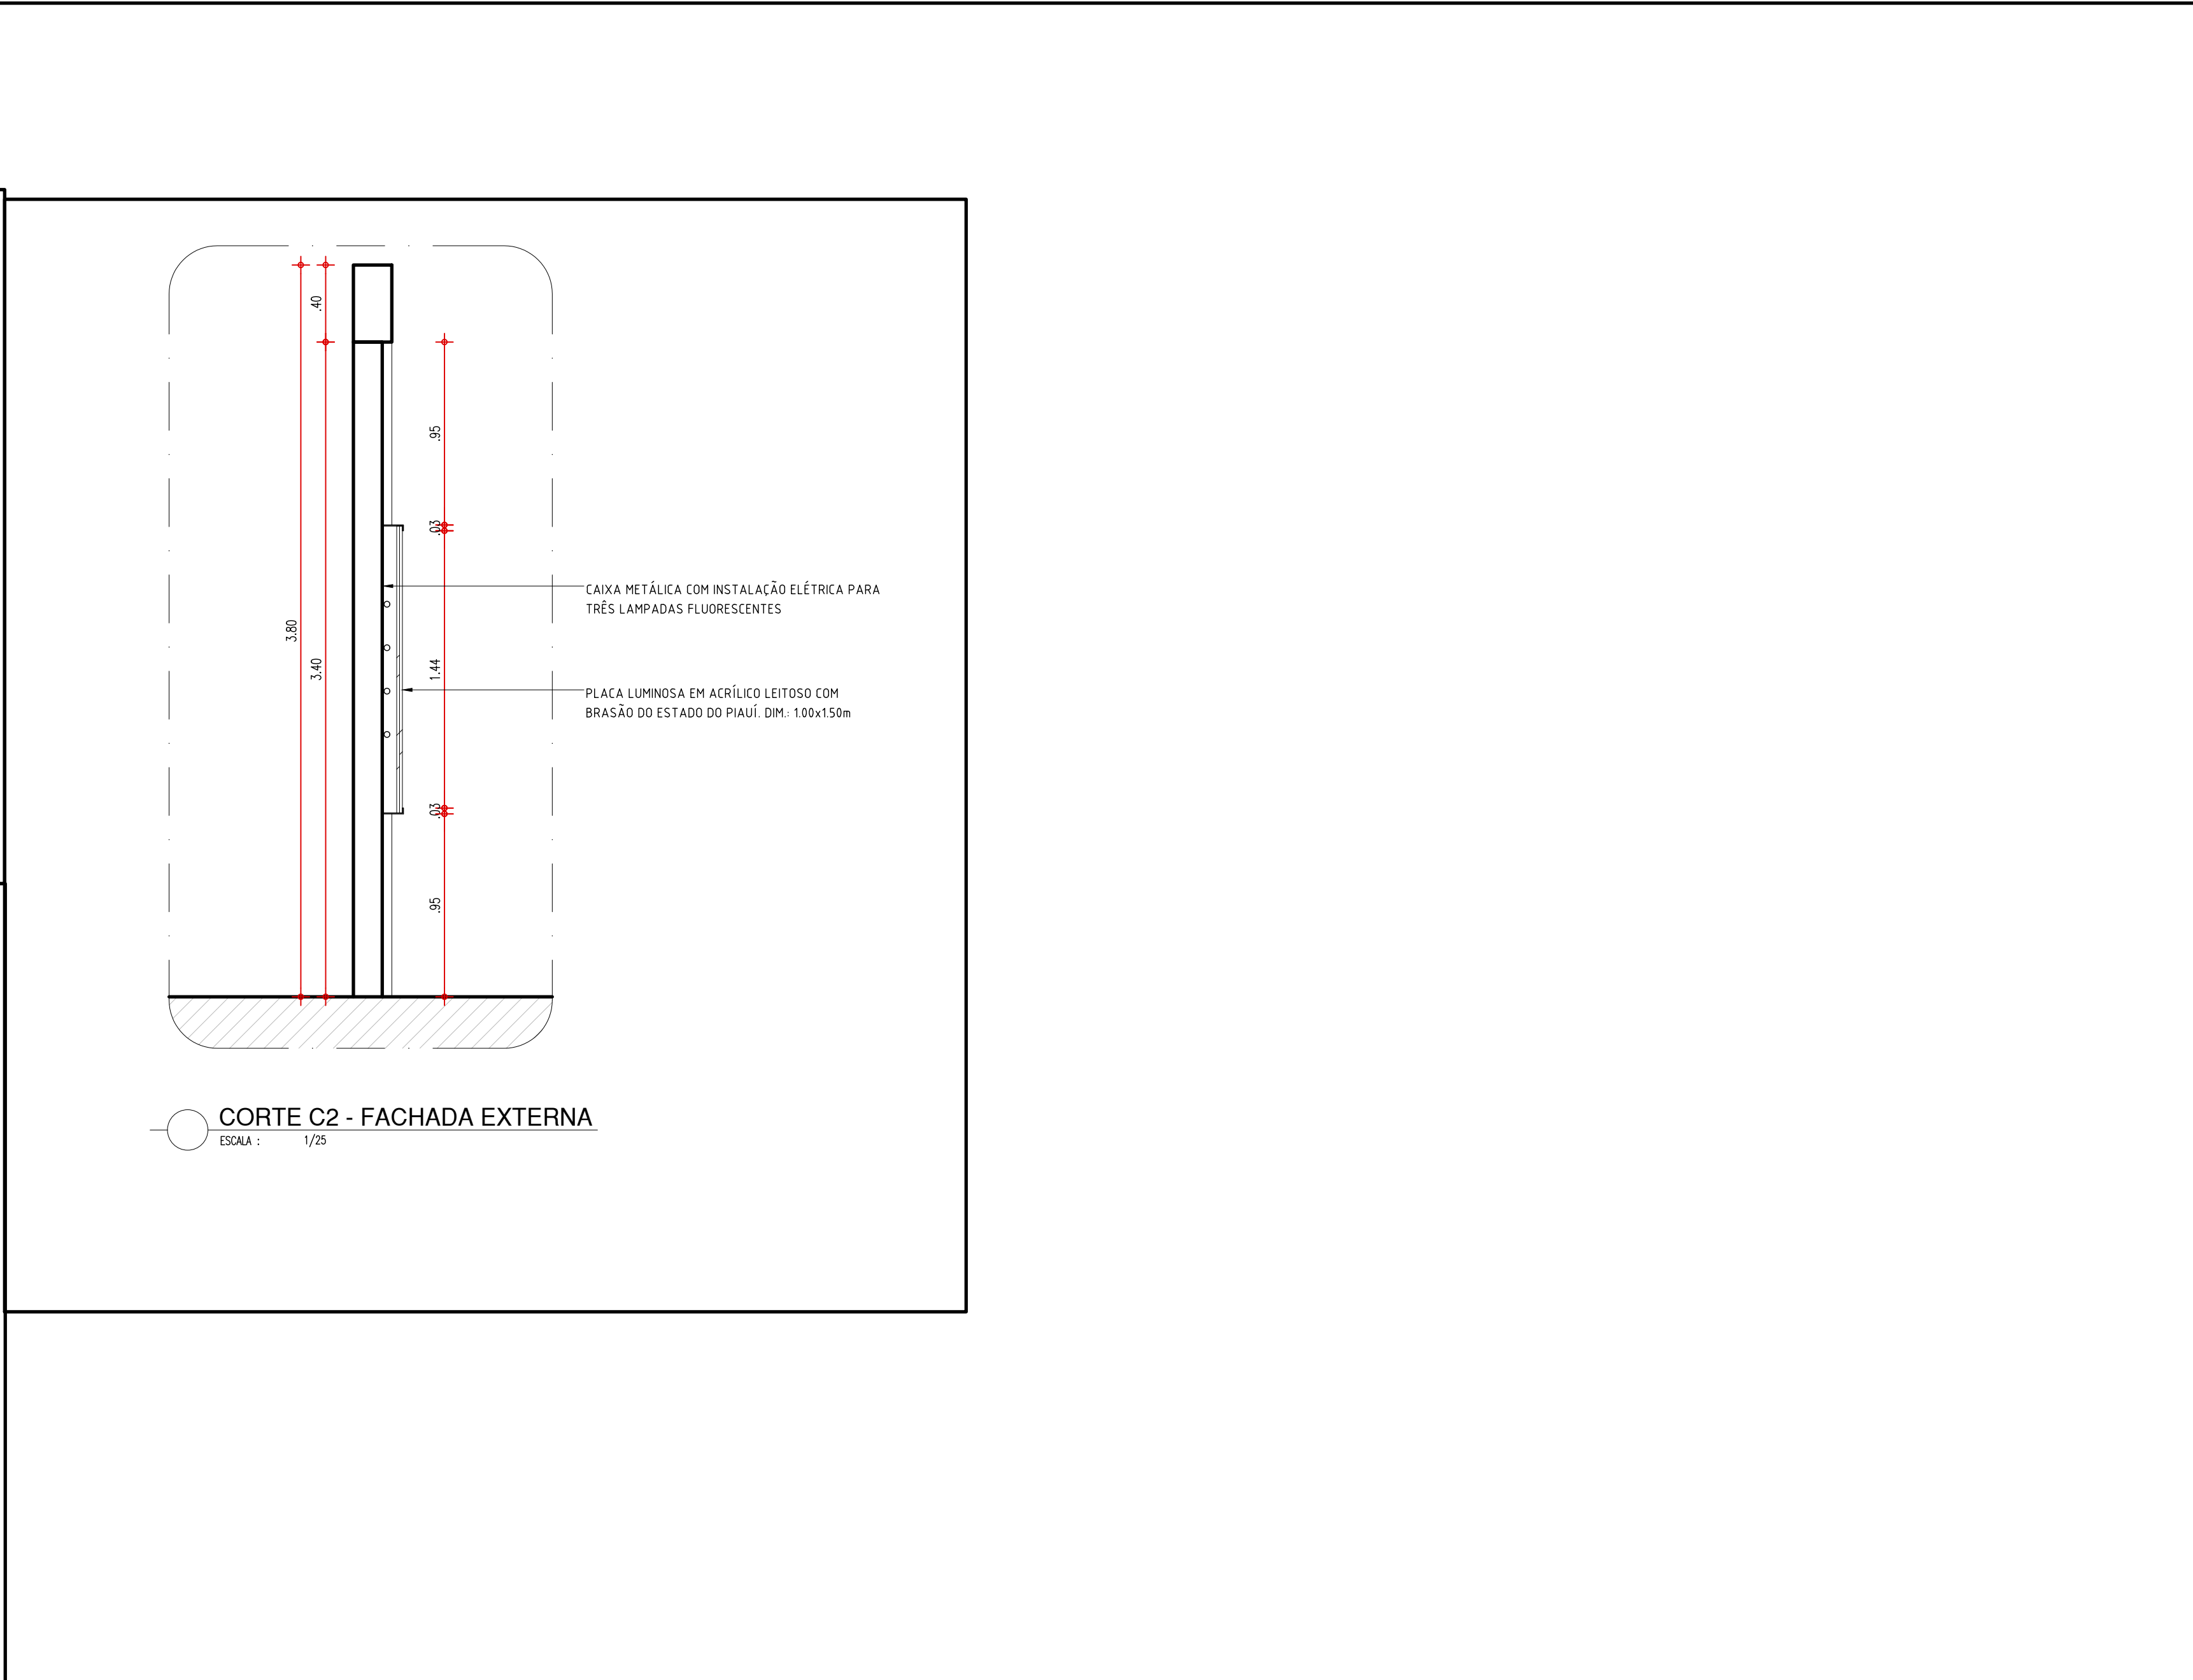 .40
.95
.03
CAIXA METÁLICA COM INSTALAÇÃO ELÉTRICA PARA
TRÊS LAMPADAS FLUORESCENTES
3.80
3.40
1.44
PLACA LUMINOSA EM ACRÍLICO LEITOSO COM
BRASÃO DO ESTADO DO PIAUÍ. DIM.: 1.00x1.50m
.03
.95
CORTE C2 - FACHADA EXTERNA
ESCALA : 1/25